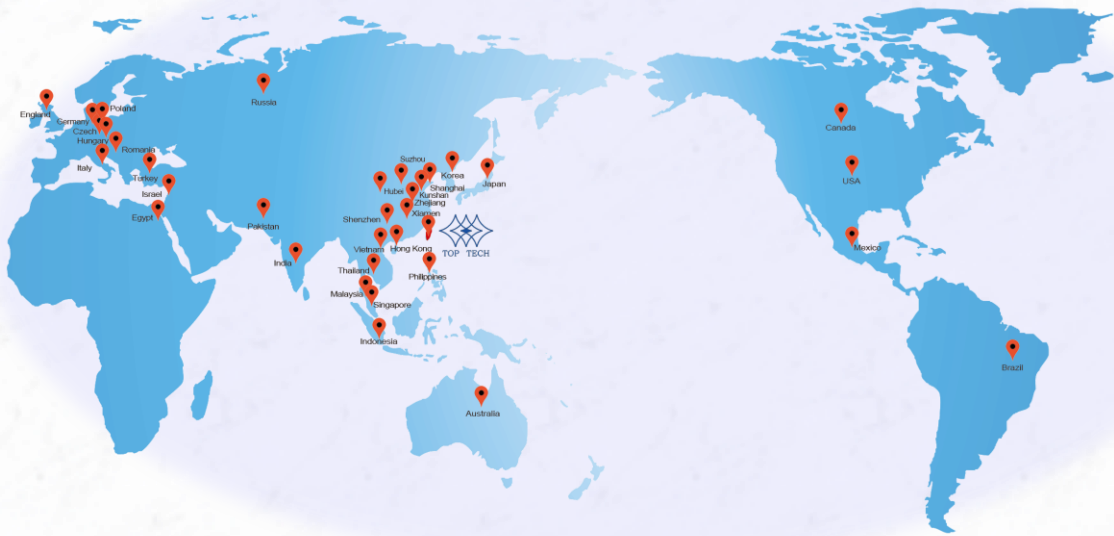 Russia
England
Poland
Germany
Czech
Hungary
Romania
Italy
Turkey
Israel
Egypt
Pakistan
India
Suzhou
Korea
Japan
Hubei
Shanghai
Kunshan
Zhejiang
Xiamen
Shenzhen
Vietnam
Hong Kong
TOP TECH
Thailand
Philippines
Malaysia
Singapore
Indonesia
Australia
Canada
USA
Mexico
Brazil